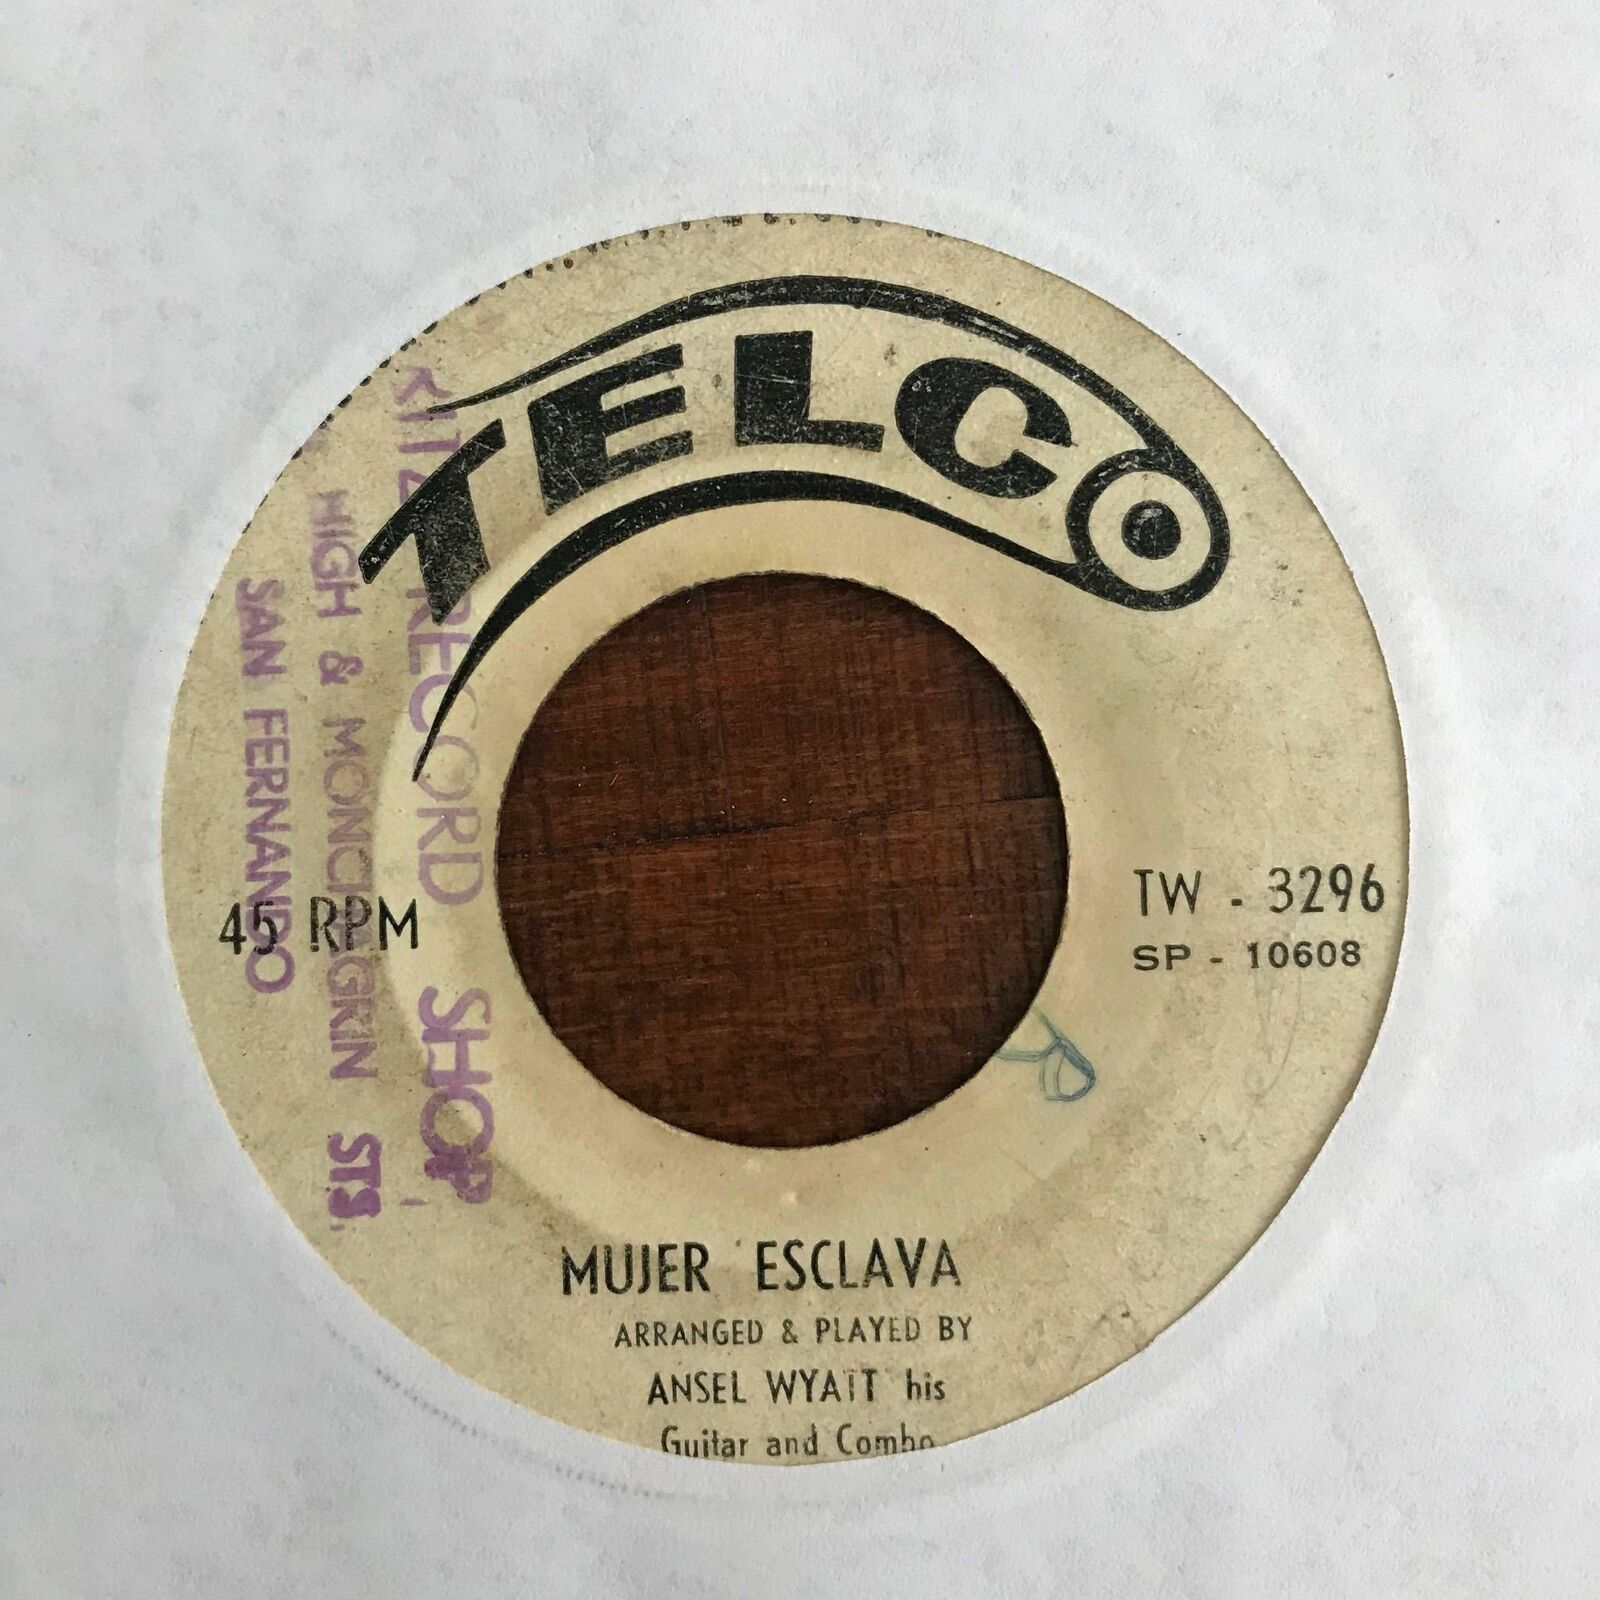 TELCO
RECORD SHOP
HIGH &
STS.
SAN FERNANDO
45 RPM
TW - 3296
SP - 10608
MUJER ESCLAVA
ARRANGED & PLAYED BY
ANSEL WYATT his
Guitar and Combo